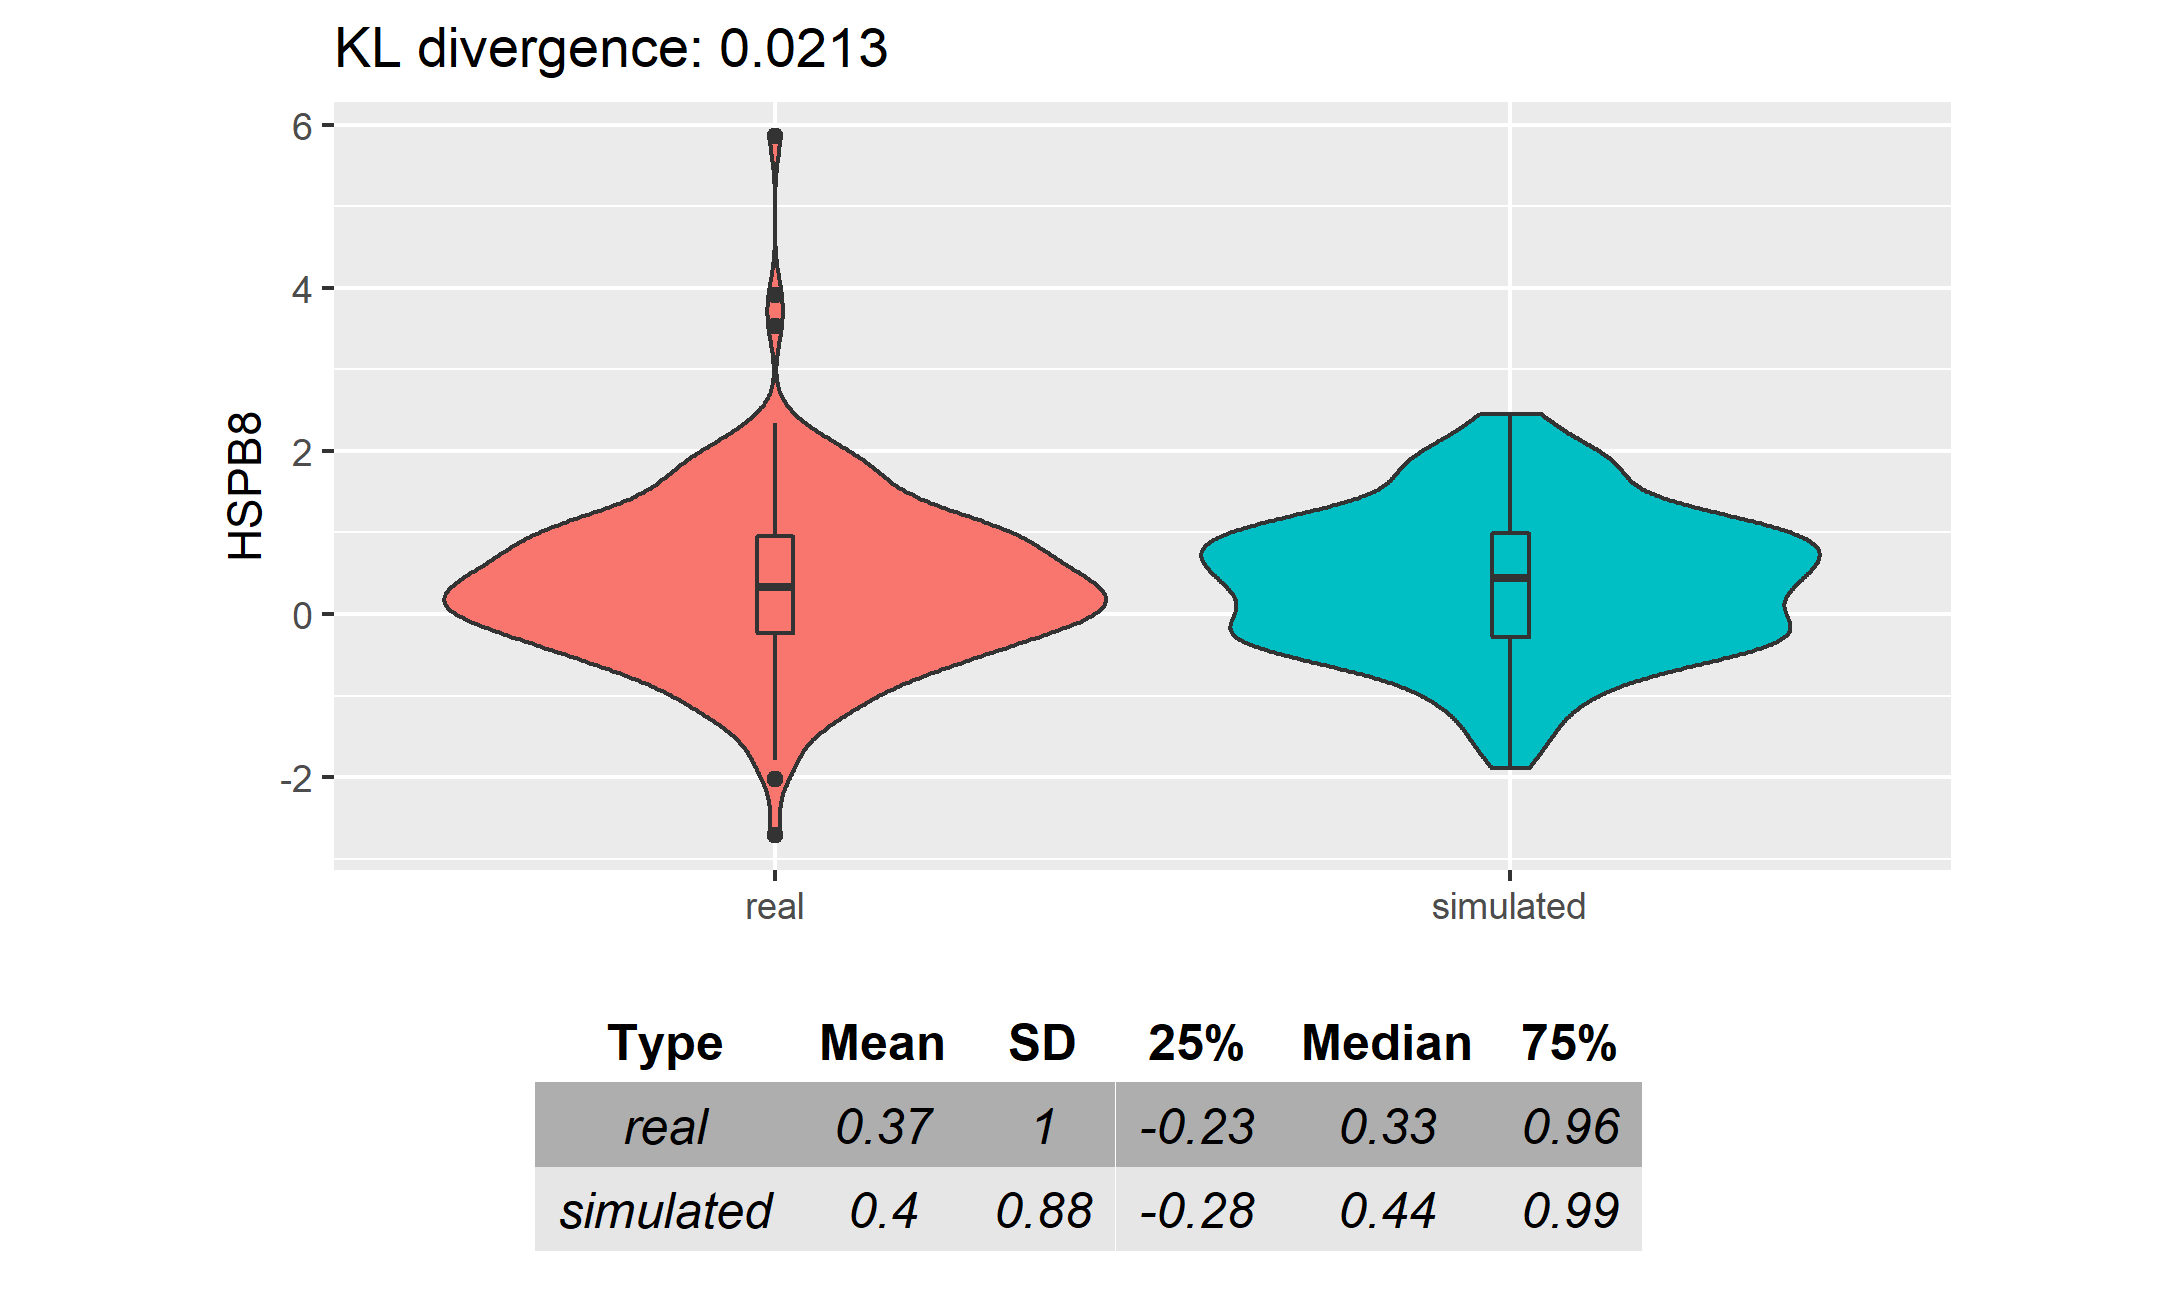 KL divergence: 0.0213
6
4
2
0
-2
HSPB8
real simulated
Type Mean SD 25% Median 75%
real 0.37 1 -0.23 0.33 0.96
simulated 0.4 0.88 -0.28 0.44 0.99